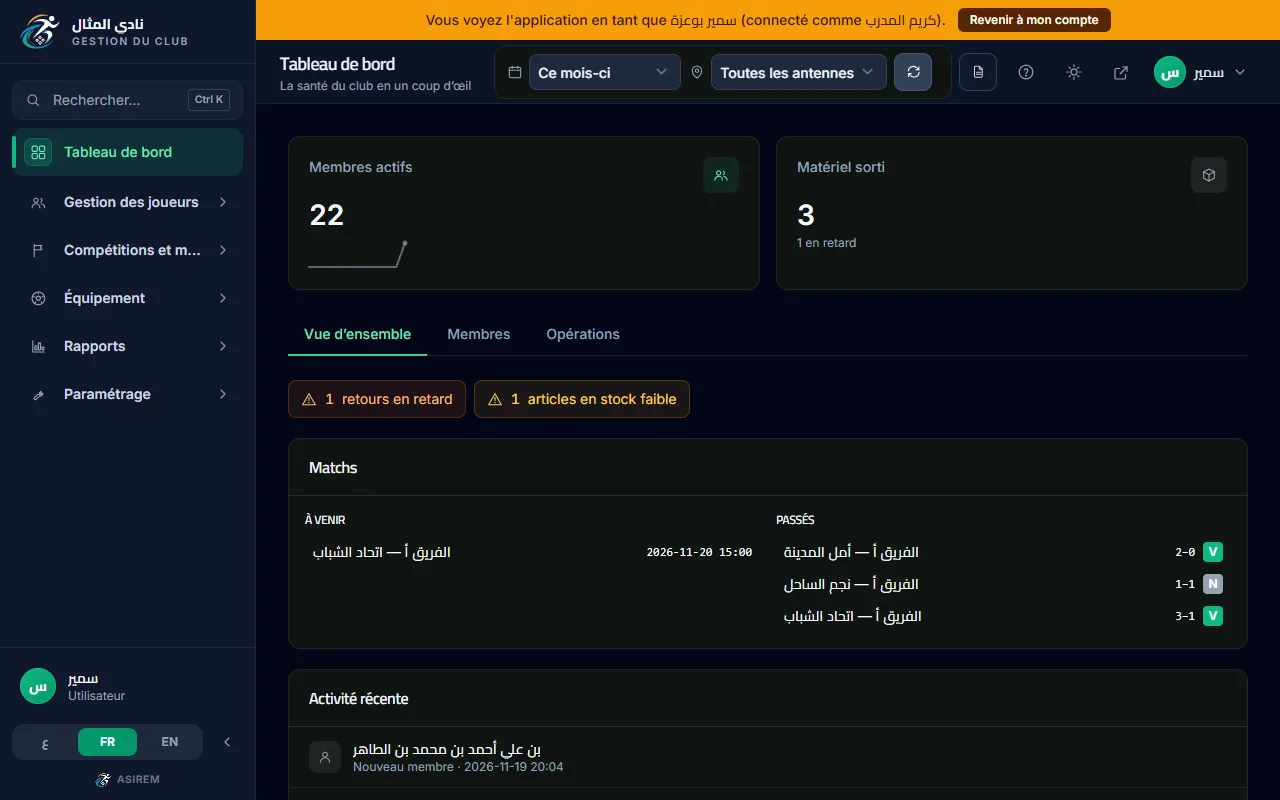 نادي المثال
GESTION DU CLUB
Rechercher...
Ctrl K
Tableau de bord
Gestion des joueurs
Compétitions et m...
Équipement
Rapports
Paramétrage
س
سمير
Utilisateur
ع
FR
EN
ASIREM
Vous voyez l'application en tant que سمير بوعزة (connecté comme كريم المدرب).
Revenir à mon compte
Tableau de bord
La santé du club en un coup d’œil
Ce mois-ci
Toutes les antennes
س
سمير
Membres actifs
22
Matériel sorti
3
1 en retard
Vue d’ensemble
Membres
Opérations
1 retours en retard
1 articles en stock faible
Matchs
À VENIR
الفريق أ — اتحاد الشباب
2026-11-20 15:00
PASSÉS
الفريق أ — أمل المدينة
2–0
V
الفريق أ — نجم الساحل
1–1
N
الفريق أ — اتحاد الشباب
3–1
V
Activité récente
بن علي أحمد بن محمد بن الطاهر
Nouveau membre · 2026-11-19 20:04